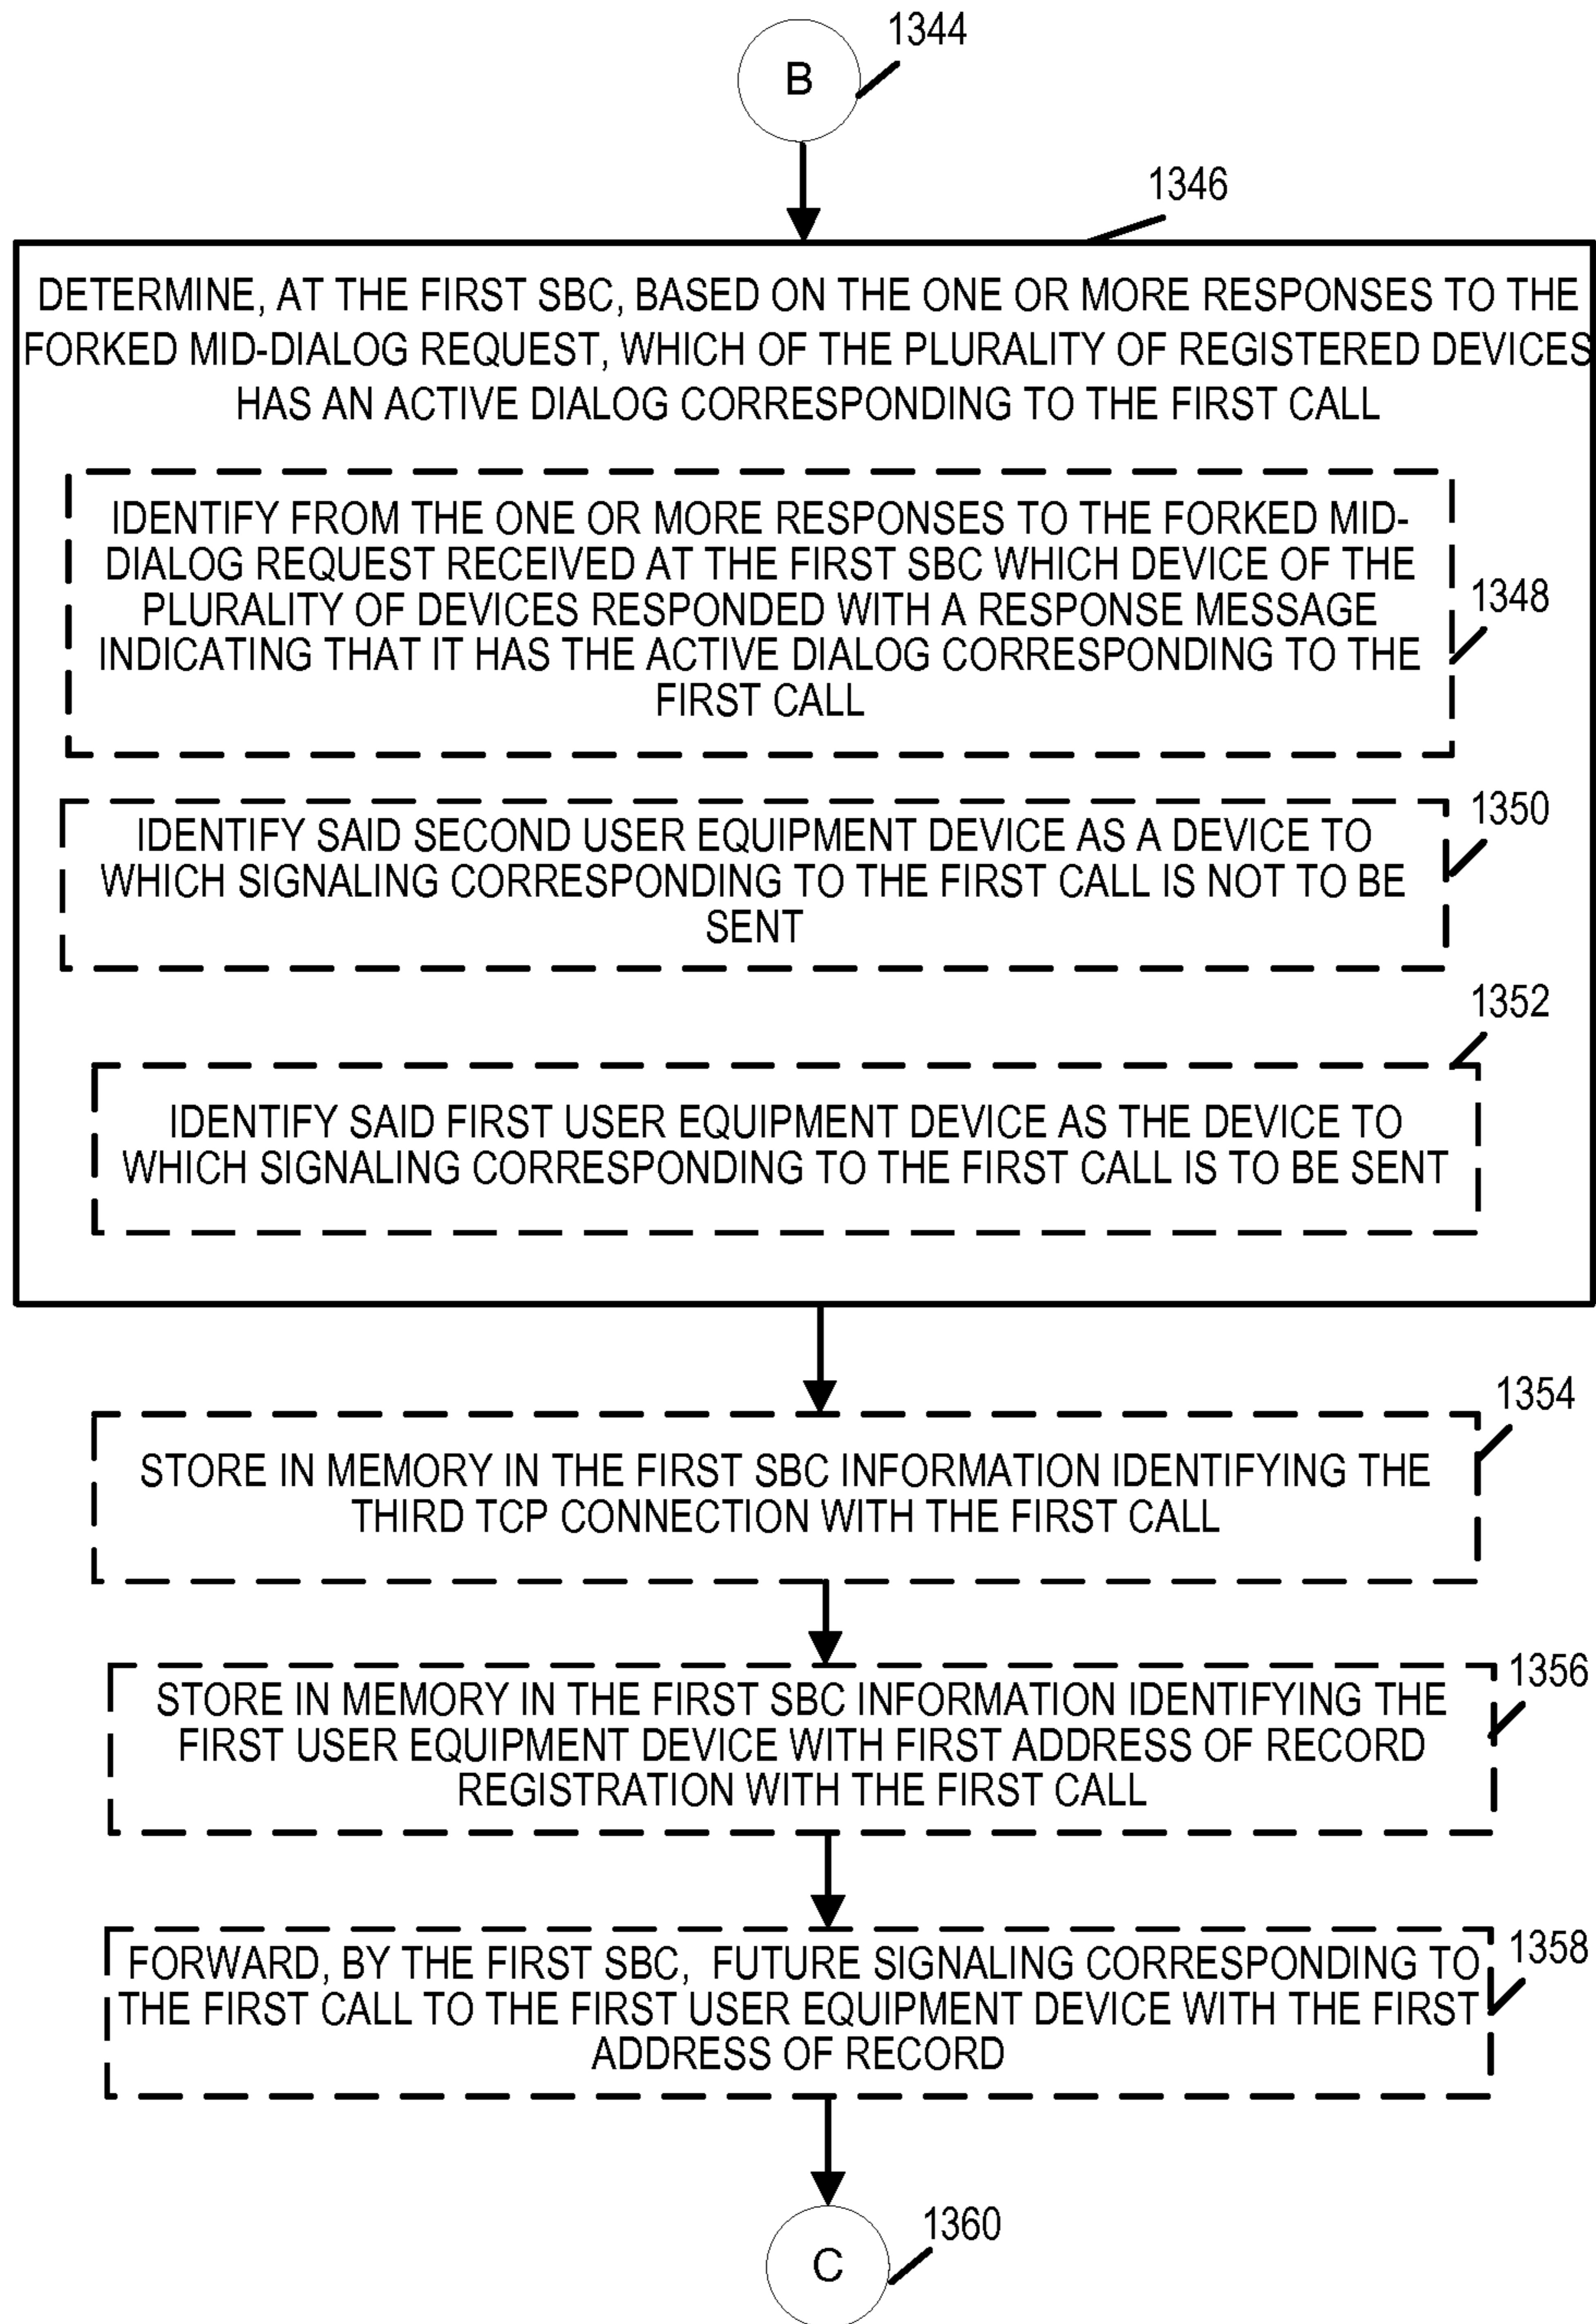 B
1344
1346
DETERMINE, AT THE FIRST SBC, BASED ON THE ONE OR MORE RESPONSES TO THE
FORKED MID-DIALOG REQUEST, WHICH OF THE PLURALITY OF REGISTERED DEVICES
HAS AN ACTIVE DIALOG CORRESPONDING TO THE FIRST CALL
IDENTIFY FROM THE ONE OR MORE RESPONSES TO THE FORKED MID-
DIALOG REQUEST RECEIVED AT THE FIRST SBC WHICH DEVICE OF THE
PLURALITY OF DEVICES RESPONDED WITH A RESPONSE MESSAGE
INDICATING THAT IT HAS THE ACTIVE DIALOG CORRESPONDING TO THE
FIRST CALL
1348
1350
IDENTIFY SAID SECOND USER EQUIPMENT DEVICE AS A DEVICE TO
WHICH SIGNALING CORRESPONDING TO THE FIRST CALL IS NOT TO BE
SENT
1352
IDENTIFY SAID FIRST USER EQUIPMENT DEVICE AS THE DEVICE TO
WHICH SIGNALING CORRESPONDING TO THE FIRST CALL IS TO BE SENT
1354
STORE IN MEMORY IN THE FIRST SBC INFORMATION IDENTIFYING THE
THIRD TCP CONNECTION WITH THE FIRST CALL
1356
STORE IN MEMORY IN THE FIRST SBC INFORMATION IDENTIFYING THE
FIRST USER EQUIPMENT DEVICE WITH FIRST ADDRESS OF RECORD
REGISTRATION WITH THE FIRST CALL
1358
FORWARD, BY THE FIRST SBC, FUTURE SIGNALING CORRESPONDING TO
THE FIRST CALL TO THE FIRST USER EQUIPMENT DEVICE WITH THE FIRST
ADDRESS OF RECORD
1360
C